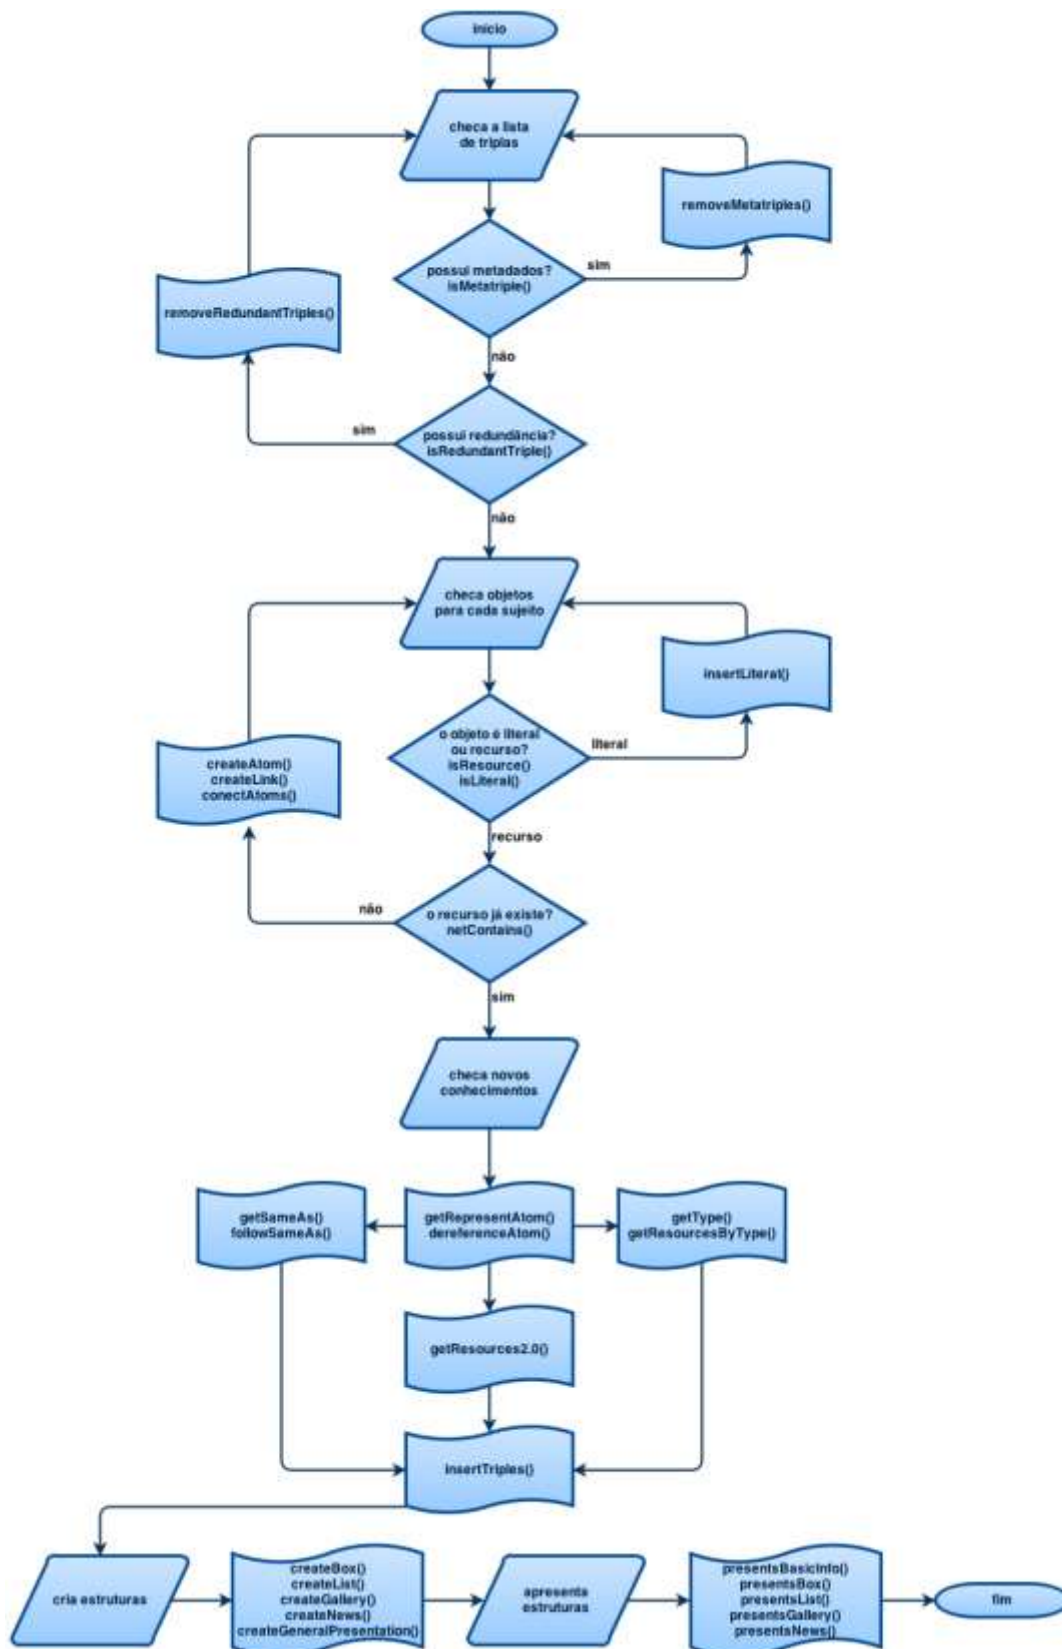 início
checa a lista
de triplas
removeMetatriples()
possui metadados?
isMetatriple()
sim
removeRedundantTriples()
não
possui redundância?
isRedundantTriple()
sim
não
checa objetos
para cada sujeito
insertLiteral()
o objeto é literal
ou recurso?
isResource()
isLiteral()
literal
createAtom()
createLink()
conectAtoms()
recurso
não
o recurso já existe?
netContains()
sim
checa novos
conhecimentos
getSameAs()
followSameAs()
getRepresentAtom()
dereferenceAtom()
getType()
getResourcesByType()
getResources2.0()
insertTriples()
cria estruturas
createBox()
createList()
createGallery()
createNews()
createGeneralPresentation()
apresenta
estruturas
presentsBasicInfo()
presentsBox()
presentsList()
presentsGallery()
presentsNews()
fim